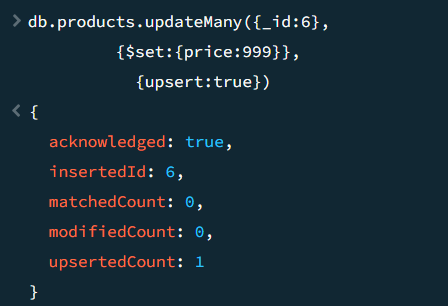 > db.products.updateMany({_id:6},
{$set:{price:999}},
{upsert:true})
< {
acknowledged: true,
insertedId: 6,
matchedCount: 0,
modifiedCount: 0,
upsertedCount: 1
}